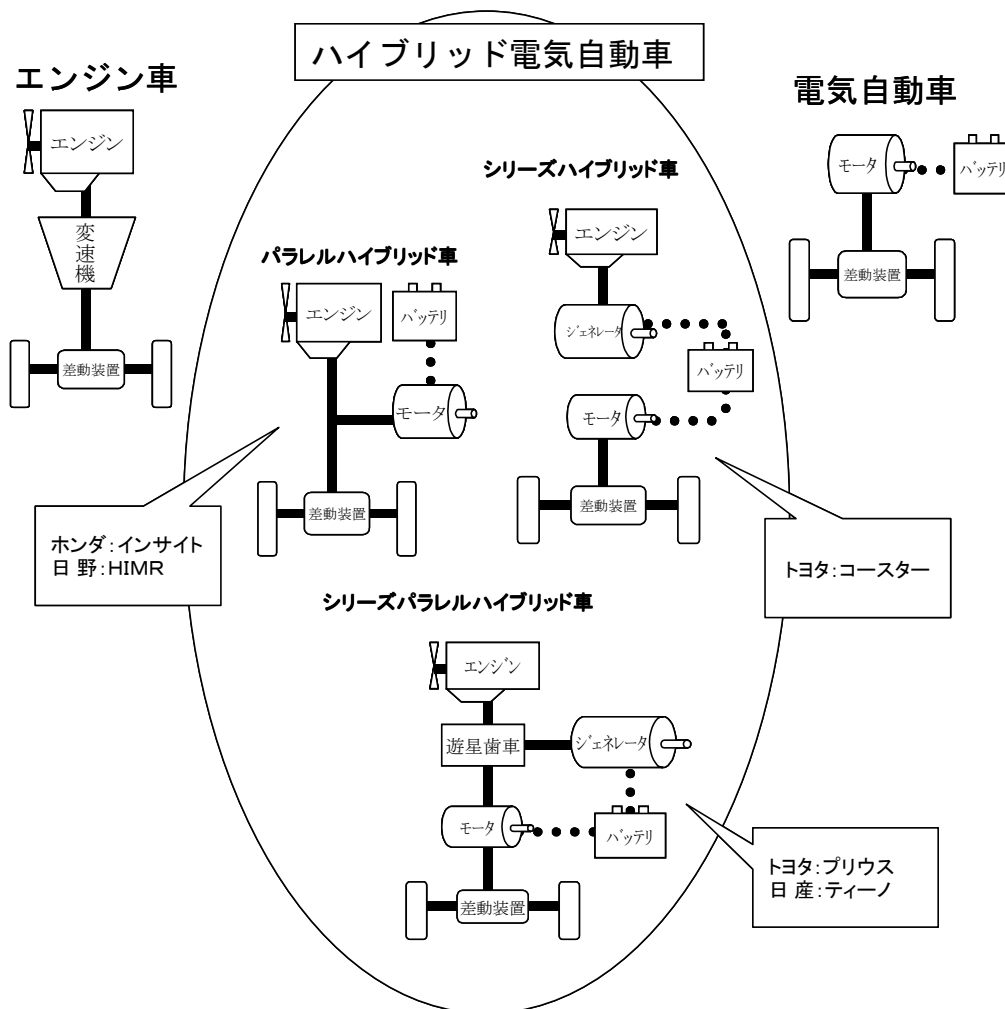 ハイブリッド電気自動車
エンジン車
エンジン
変速機
差動装置
電気自動車
モータ
バッテリ
差動装置
シリーズハイブリッド車
エンジン
ジェネレータ
バッテリ
モータ
差動装置
パラレルハイブリッド車
エンジン
バッテリ
モータ
差動装置
ホンダ:インサイト
日 野:HIMR
トヨタ:コースター
シリーズパラレルハイブリッド車
エンジン
遊星歯車
ジェネレータ
モータ
バッテリ
差動装置
トヨタ:プリウス
日 産:ティーノ